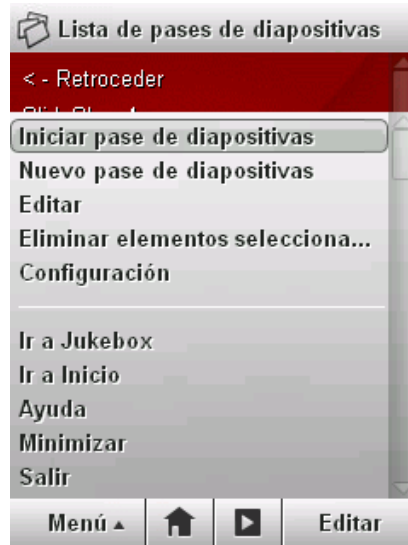 Lista de pases de diapositivas
< - Retroceder
Iniciar pase de diapositivas
Nuevo pase de diapositivas
Editar
Eliminar elementos selecciona...
Configuración
Ir a Jukebox
Ir a Inicio
Ayuda
Minimizar
Salir
Menú ▴ Editar